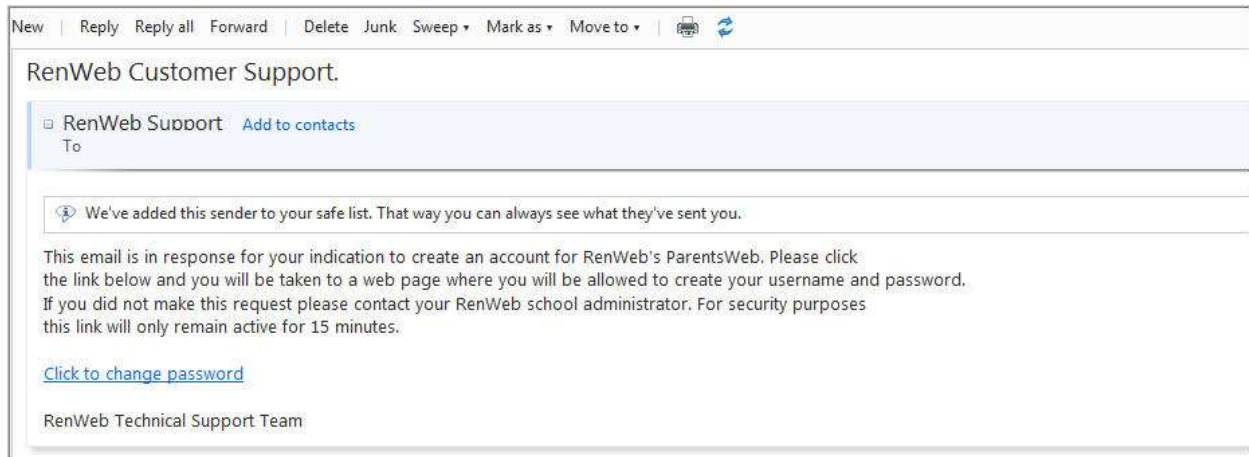 New | Reply Reply all Forward | Delete Junk Sweep Mark as Move to
RenWeb Customer Support.
RenWeb Support Add to contacts
To
We've added this sender to your safe list. That way you can always see what they've sent you.
This email is in response for your indication to create an account for RenWeb's ParentsWeb. Please click
the link below and you will be taken to a web page where you will be allowed to create your username and password.
If you did not make this request please contact your RenWeb school administrator. For security purposes
this link will only remain active for 15 minutes.
Click to change password
RenWeb Technical Support Team